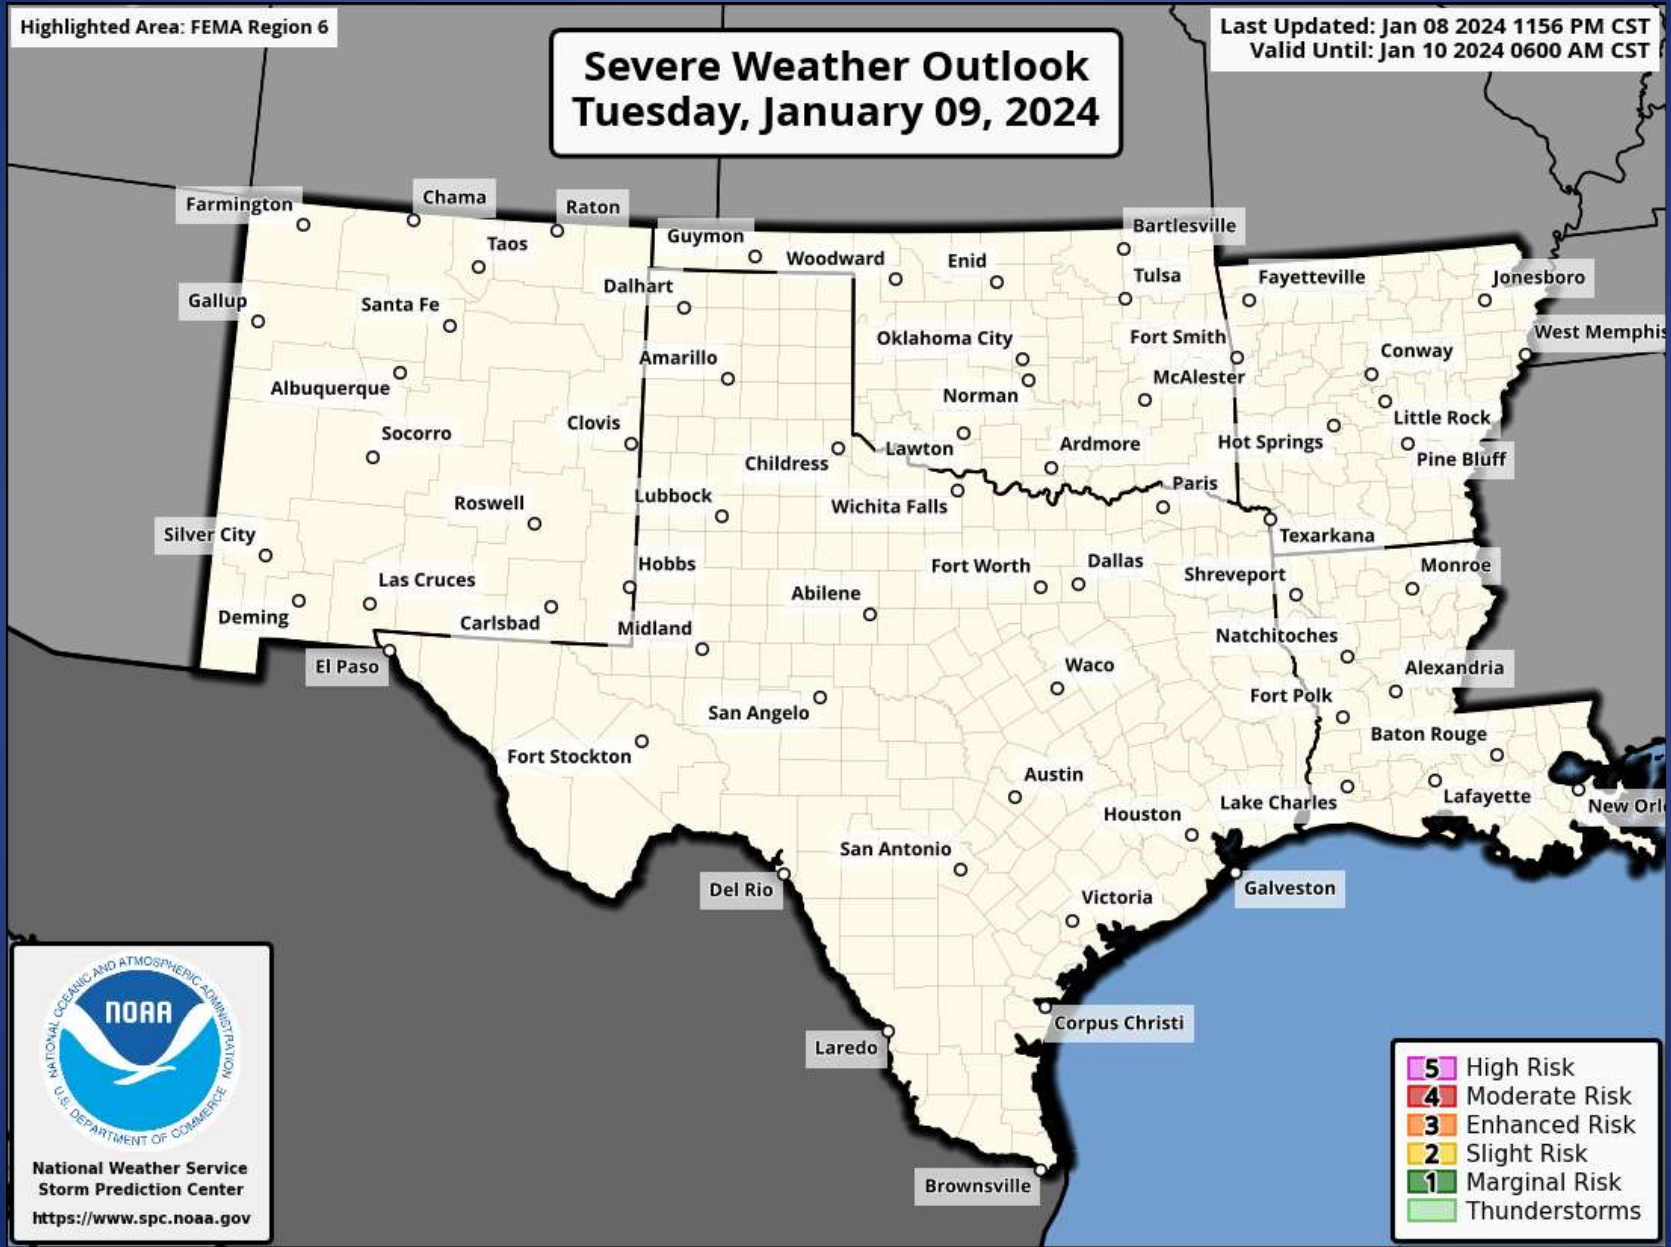 Highlighted Area: FEMA Region 6
Severe Weather Outlook
Tuesday, January 09, 2024
Last Updated: Jan 08 2024 1156 PM CST
Valid Until: Jan 10 2024 0600 AM CST
Farmington
Chama
Raton
Taos
Gallup
Santa Fe
Albuquerque
Socorro
Clovis
Roswell
Silver City
Las Cruces
Hobbs
Deming
Carlsbad
El Paso
Guymon
Woodward
Enid
Bartlesville
Tulsa
Dalhart
Oklahoma City
Fort Smith
Amarillo
Norman
McAlester
Childress
Lawton
Ardmore
Lubbock
Wichita Falls
Paris
Fayetteville
Jonesboro
West Memphis
Conway
Little Rock
Hot Springs
Pine Bluff
Texarkana
Fort Worth
Dallas
Shreveport
Monroe
Abilene
Midland
Natchitoches
Waco
Alexandria
San Angelo
Fort Polk
Baton Rouge
Fort Stockton
Austin
Lake Charles
Lafayette
New Orl
Houston
San Antonio
Del Rio
Galveston
Victoria
Corpus Christi
Laredo
Brownsville
NATIONAL OCEANIC AND ATMOSPHERIC ADMINISTRATION
NOAA
U.S. DEPARTMENT OF COMMERCE
National Weather Service
Storm Prediction Center
https://www.spc.noaa.gov
5 High Risk
4 Moderate Risk
3 Enhanced Risk
2 Slight Risk
1 Marginal Risk
Thunderstorms